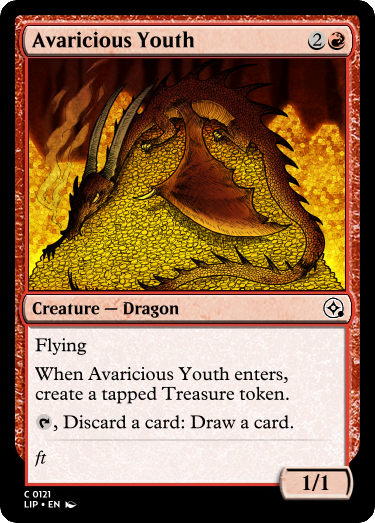 Avaricious Youth 2
Creature — Dragon
Flying
When Avaricious Youth enters,
create a tapped Treasure token.
, Discard a card: Draw a card.
ft
1/1
C 0121
LIP • EN